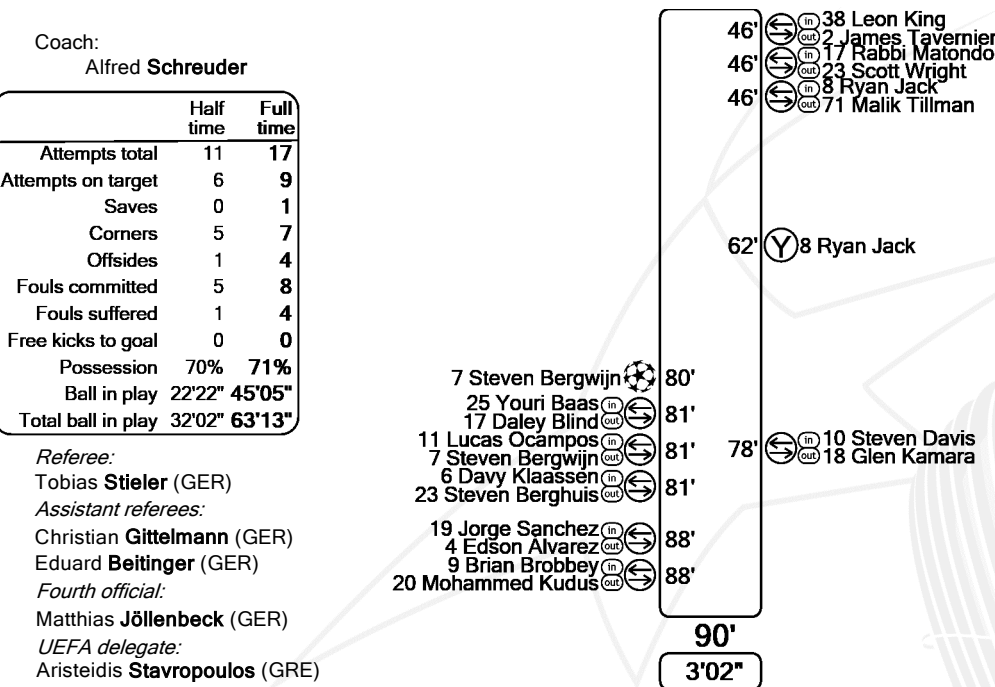 Coach:
Alfred Schreuder
Half time Full time
Attempts total 11 17
Attempts on target 6 9
Saves 0 1
Corners 5 7
Offsides 1 4
Fouls committed 5 8
Fouls suffered 1 4
Free kicks to goal 0 0
Possession 70% 71%
Ball in play 22'22" 45'05"
Total ball in play 32'02" 63'13"
Referee:
Tobias Stieler (GER)
Assistant referees:
Christian Gittelmann (GER)
Eduard Beitinger (GER)
Fourth official:
Matthias Jöllenbeck (GER)
UEFA delegate:
Aristeidis Stavropoulos (GRE)
46' in 38 Leon King
out 2 James Tavernier
46' in 17 Rabbi Matondo
out 23 Scott Wright
46' in 8 Ryan Jack
out 71 Malik Tillman
62' Y 8 Ryan Jack
7 Steven Bergwijn 80'
25 Youri Baas in 81'
17 Daley Blind out
11 Lucas Ocampos in 81'
7 Steven Bergwijn out
78' in 10 Steven Davis
out 18 Glen Kamara
6 Davy Klaassen in 81'
23 Steven Berghuis out
19 Jorge Sanchez in 88'
4 Edson Álvarez out
9 Brian Brobbey in 88'
20 Mohammed Kudus out
90'
3'02"